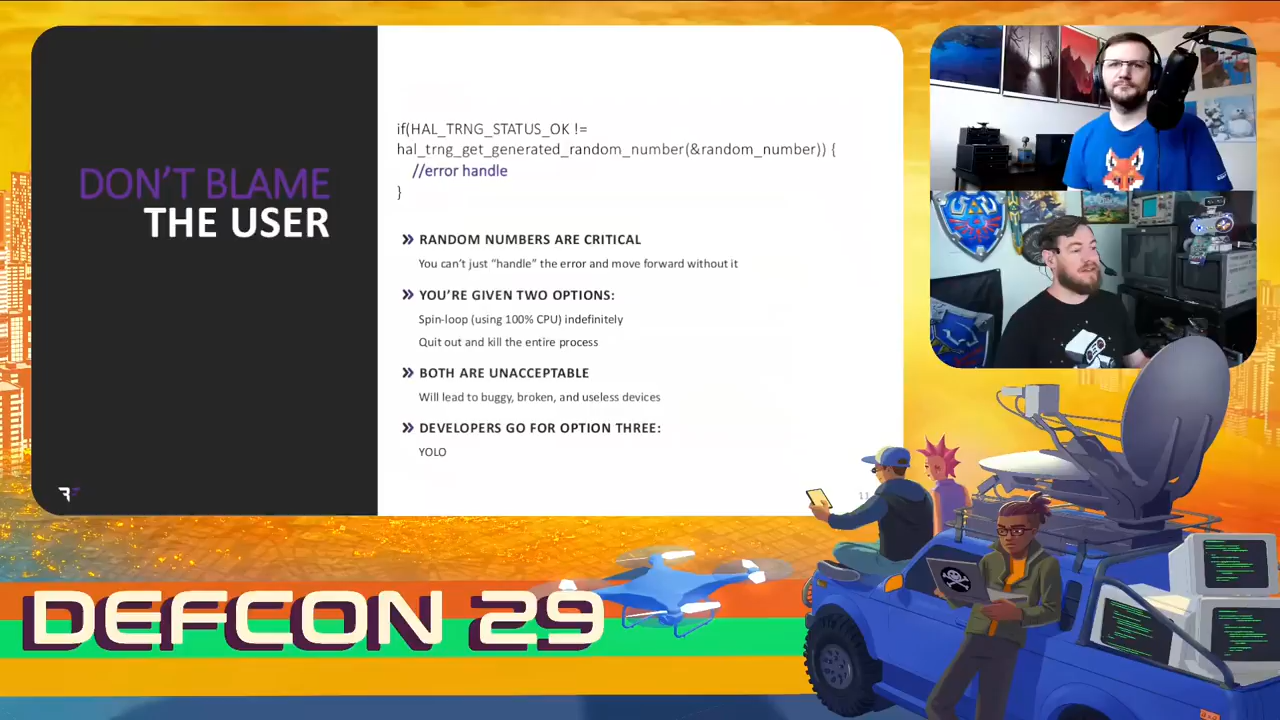 DON'T BLAME
THE USER
if(HAL_TRNG_STATUS_OK !=
hal_trng_get_generated_random_number(&random_number)) {
//error handle
}
» RANDOM NUMBERS ARE CRITICAL
You can't just "handle" the error and move forward without it
» YOU'RE GIVEN TWO OPTIONS:
Spin-loop (using 100% CPU) indefinitely
Quit out and kill the entire process
» BOTH ARE UNACCEPTABLE
Will lead to buggy, broken, and useless devices
» DEVELOPERS GO FOR OPTION THREE:
YOLO
11
DEFCON 29